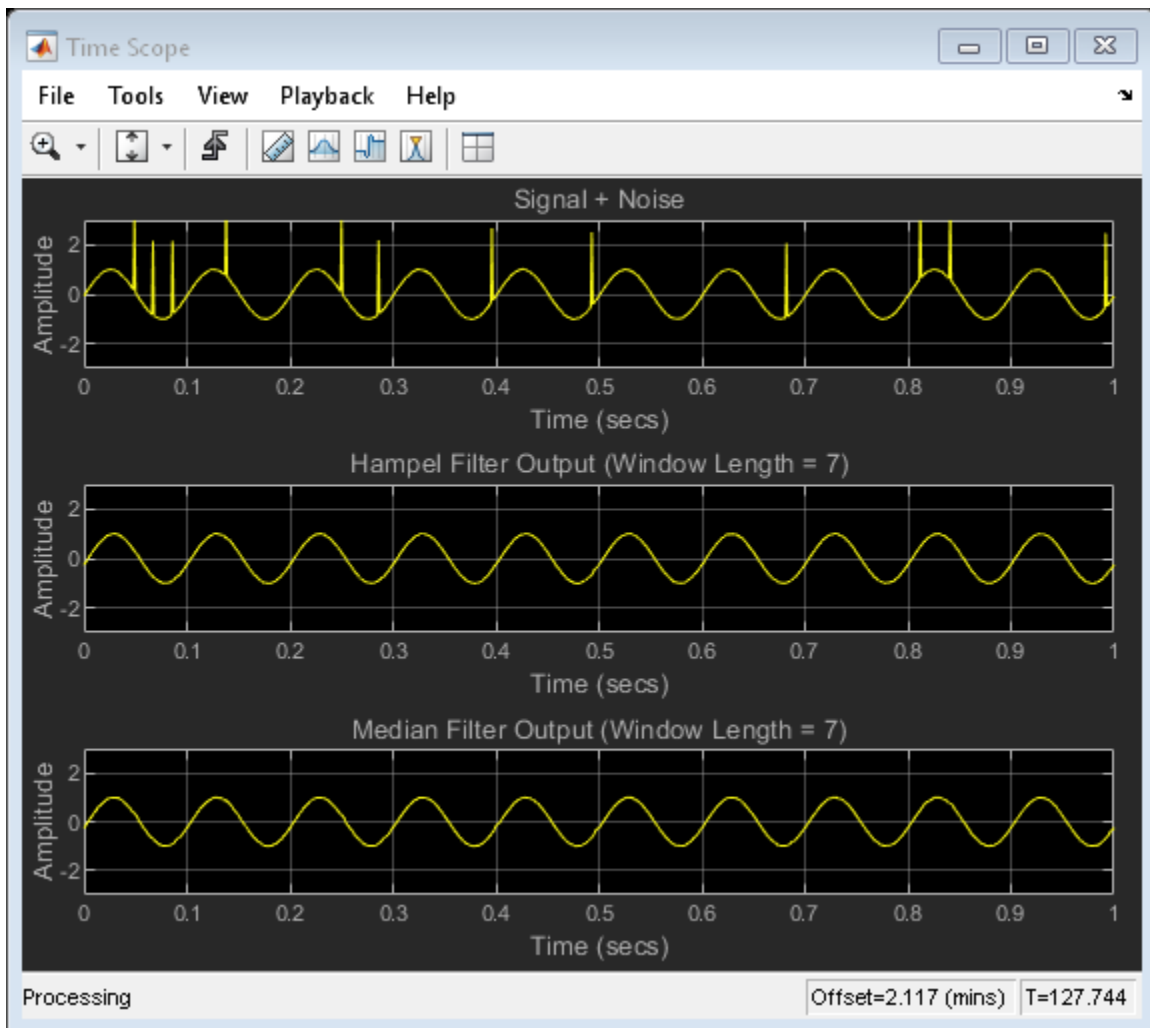 Time Scope
File Tools View Playback Help
Signal + Noise
Amplitude
2
0
-2
0 0.1 0.2 0.3 0.4 0.5 0.6 0.7 0.8 0.9 1
Time (secs)
Hampel Filter Output (Window Length = 7)
Amplitude
2
0
-2
0 0.1 0.2 0.3 0.4 0.5 0.6 0.7 0.8 0.9 1
Time (secs)
Median Filter Output (Window Length = 7)
Amplitude
2
0
-2
0 0.1 0.2 0.3 0.4 0.5 0.6 0.7 0.8 0.9 1
Time (secs)
Processing Offset=2.117 (mins) T=127.744